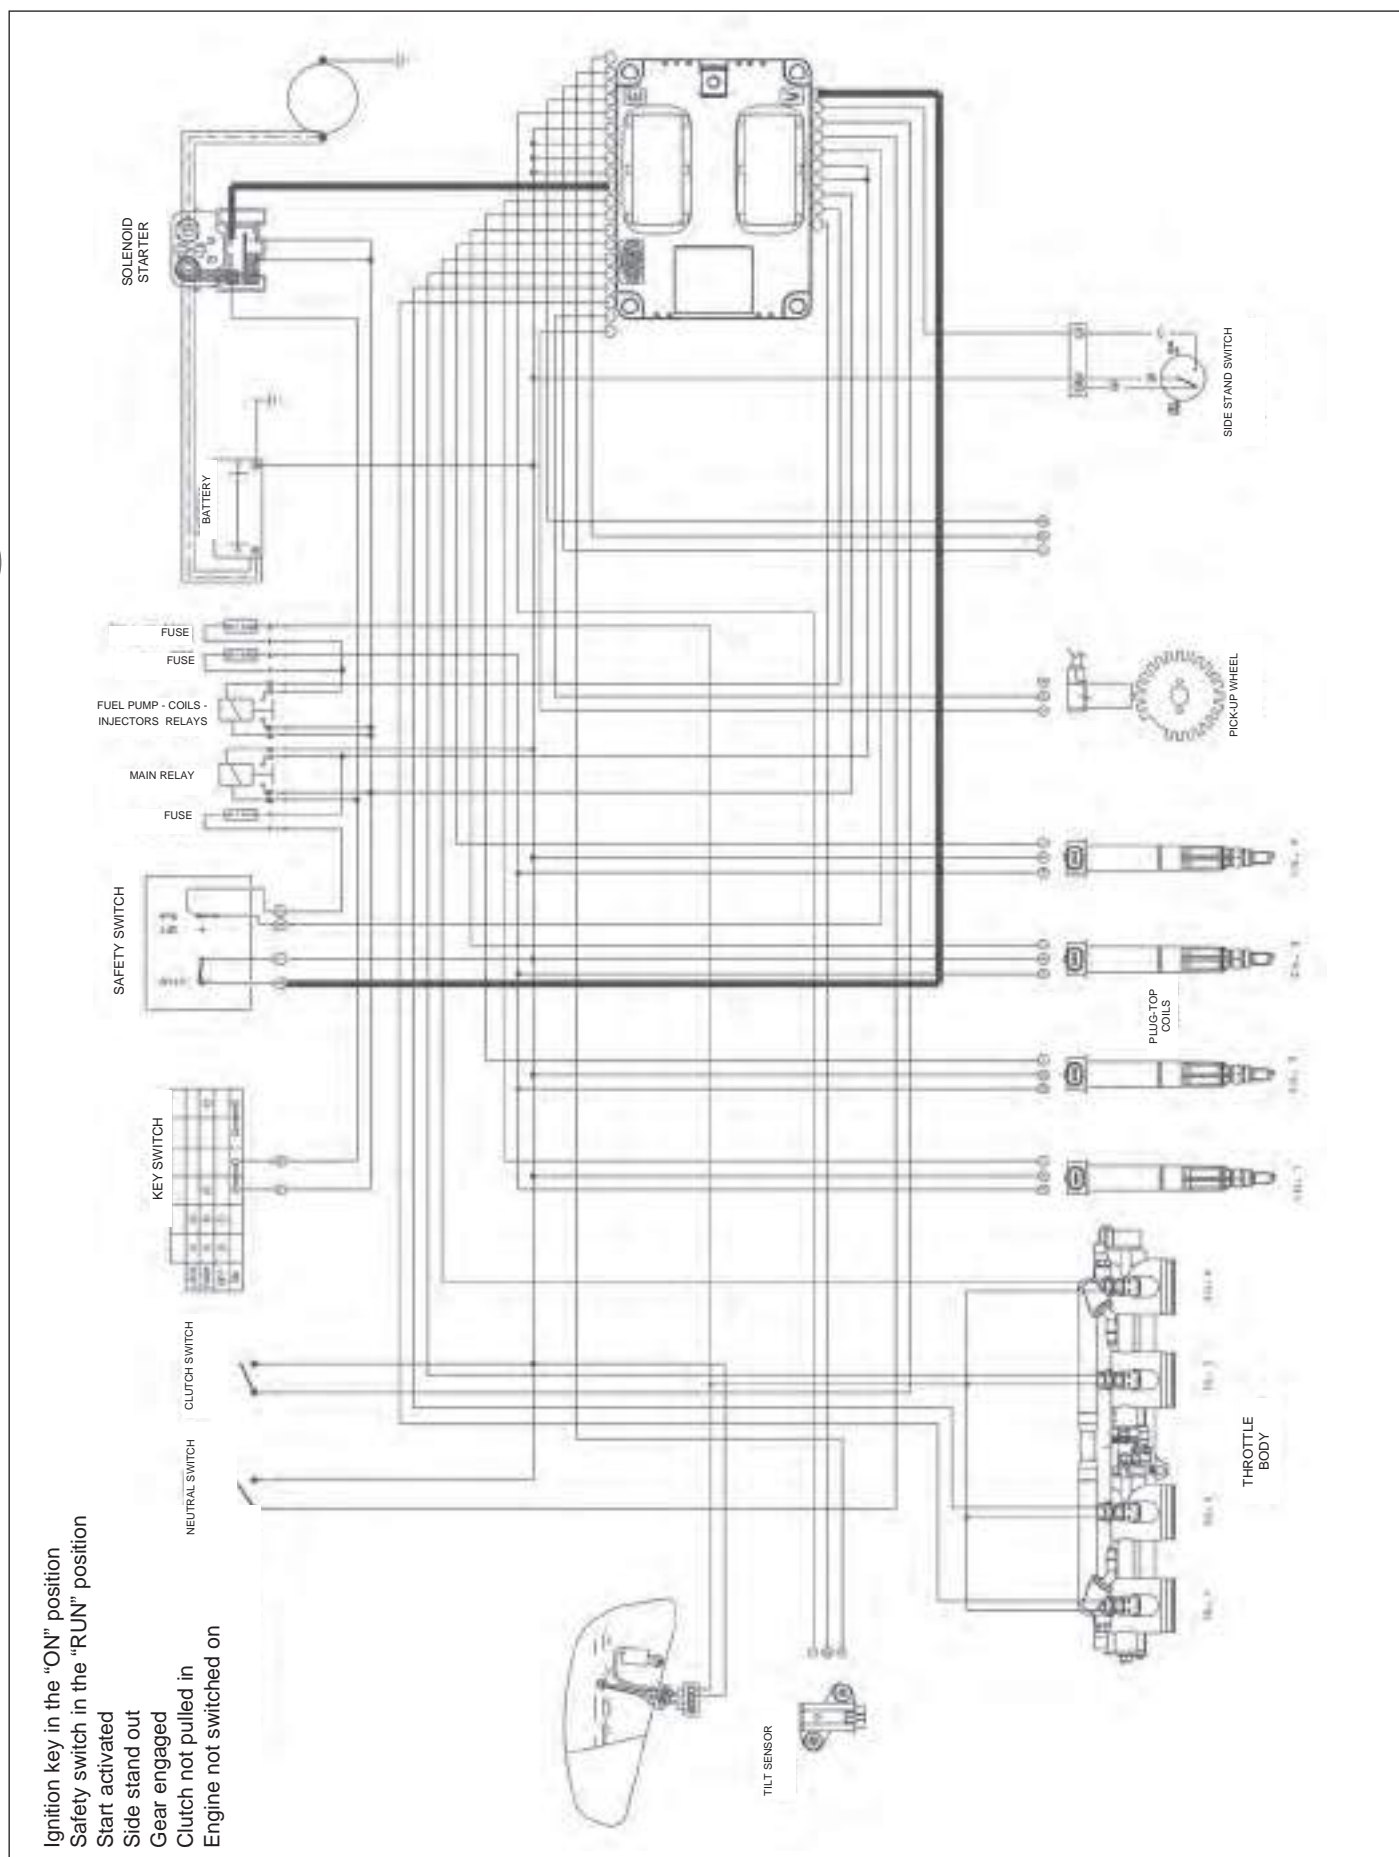 Ignition key in the “ON” position
Safety switch in the “RUN” position
Start activated
Side stand out
Gear engaged
Clutch not pulled in
Engine not switched on
SOLENOID
STARTER
BATTERY
FUSE
FUSE
FUEL PUMP - COILS -
INJECTORS RELAYS
MAIN RELAY
FUSE
SAFETY SWITCH
KEY SWITCH
CLUTCH SWITCH
NEUTRAL SWITCH
TILT SENSOR
SIDE STAND SWITCH
PICK-UP WHEEL
PLUG-TOP
COILS
THROTTLE
BODY